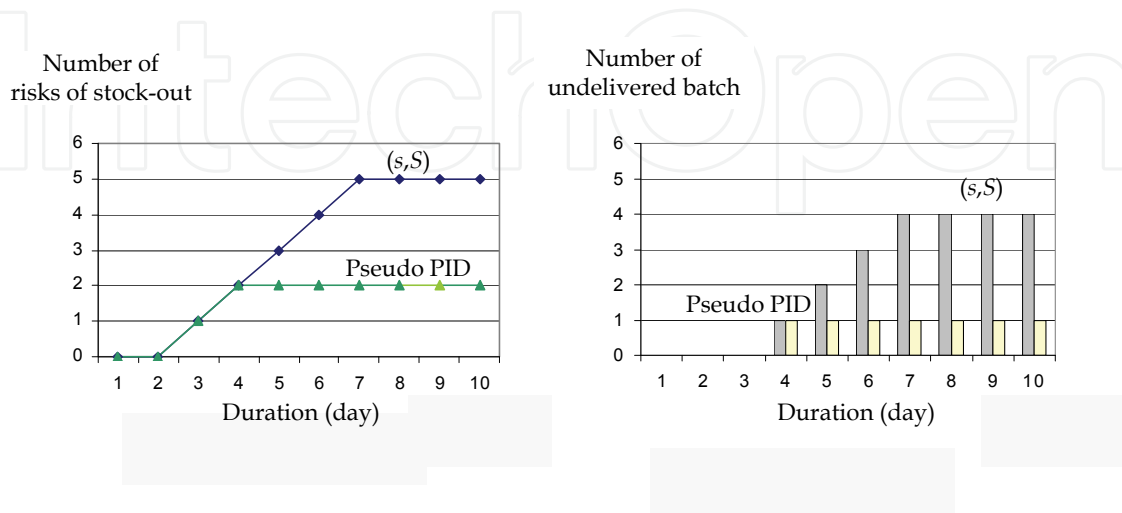 IntechOpen
Number of
risks of stock-out
6
5
4
3
2
1
0
(s,S)
Pseudo PID
1 2 3 4 5 6 7 8 9 10
Duration (day)
Number of
undelivered batch
6
5
4
3
2
1
0
(s,S)
Pseudo PID
1 2 3 4 5 6 7 8 9 10
Duration (day)